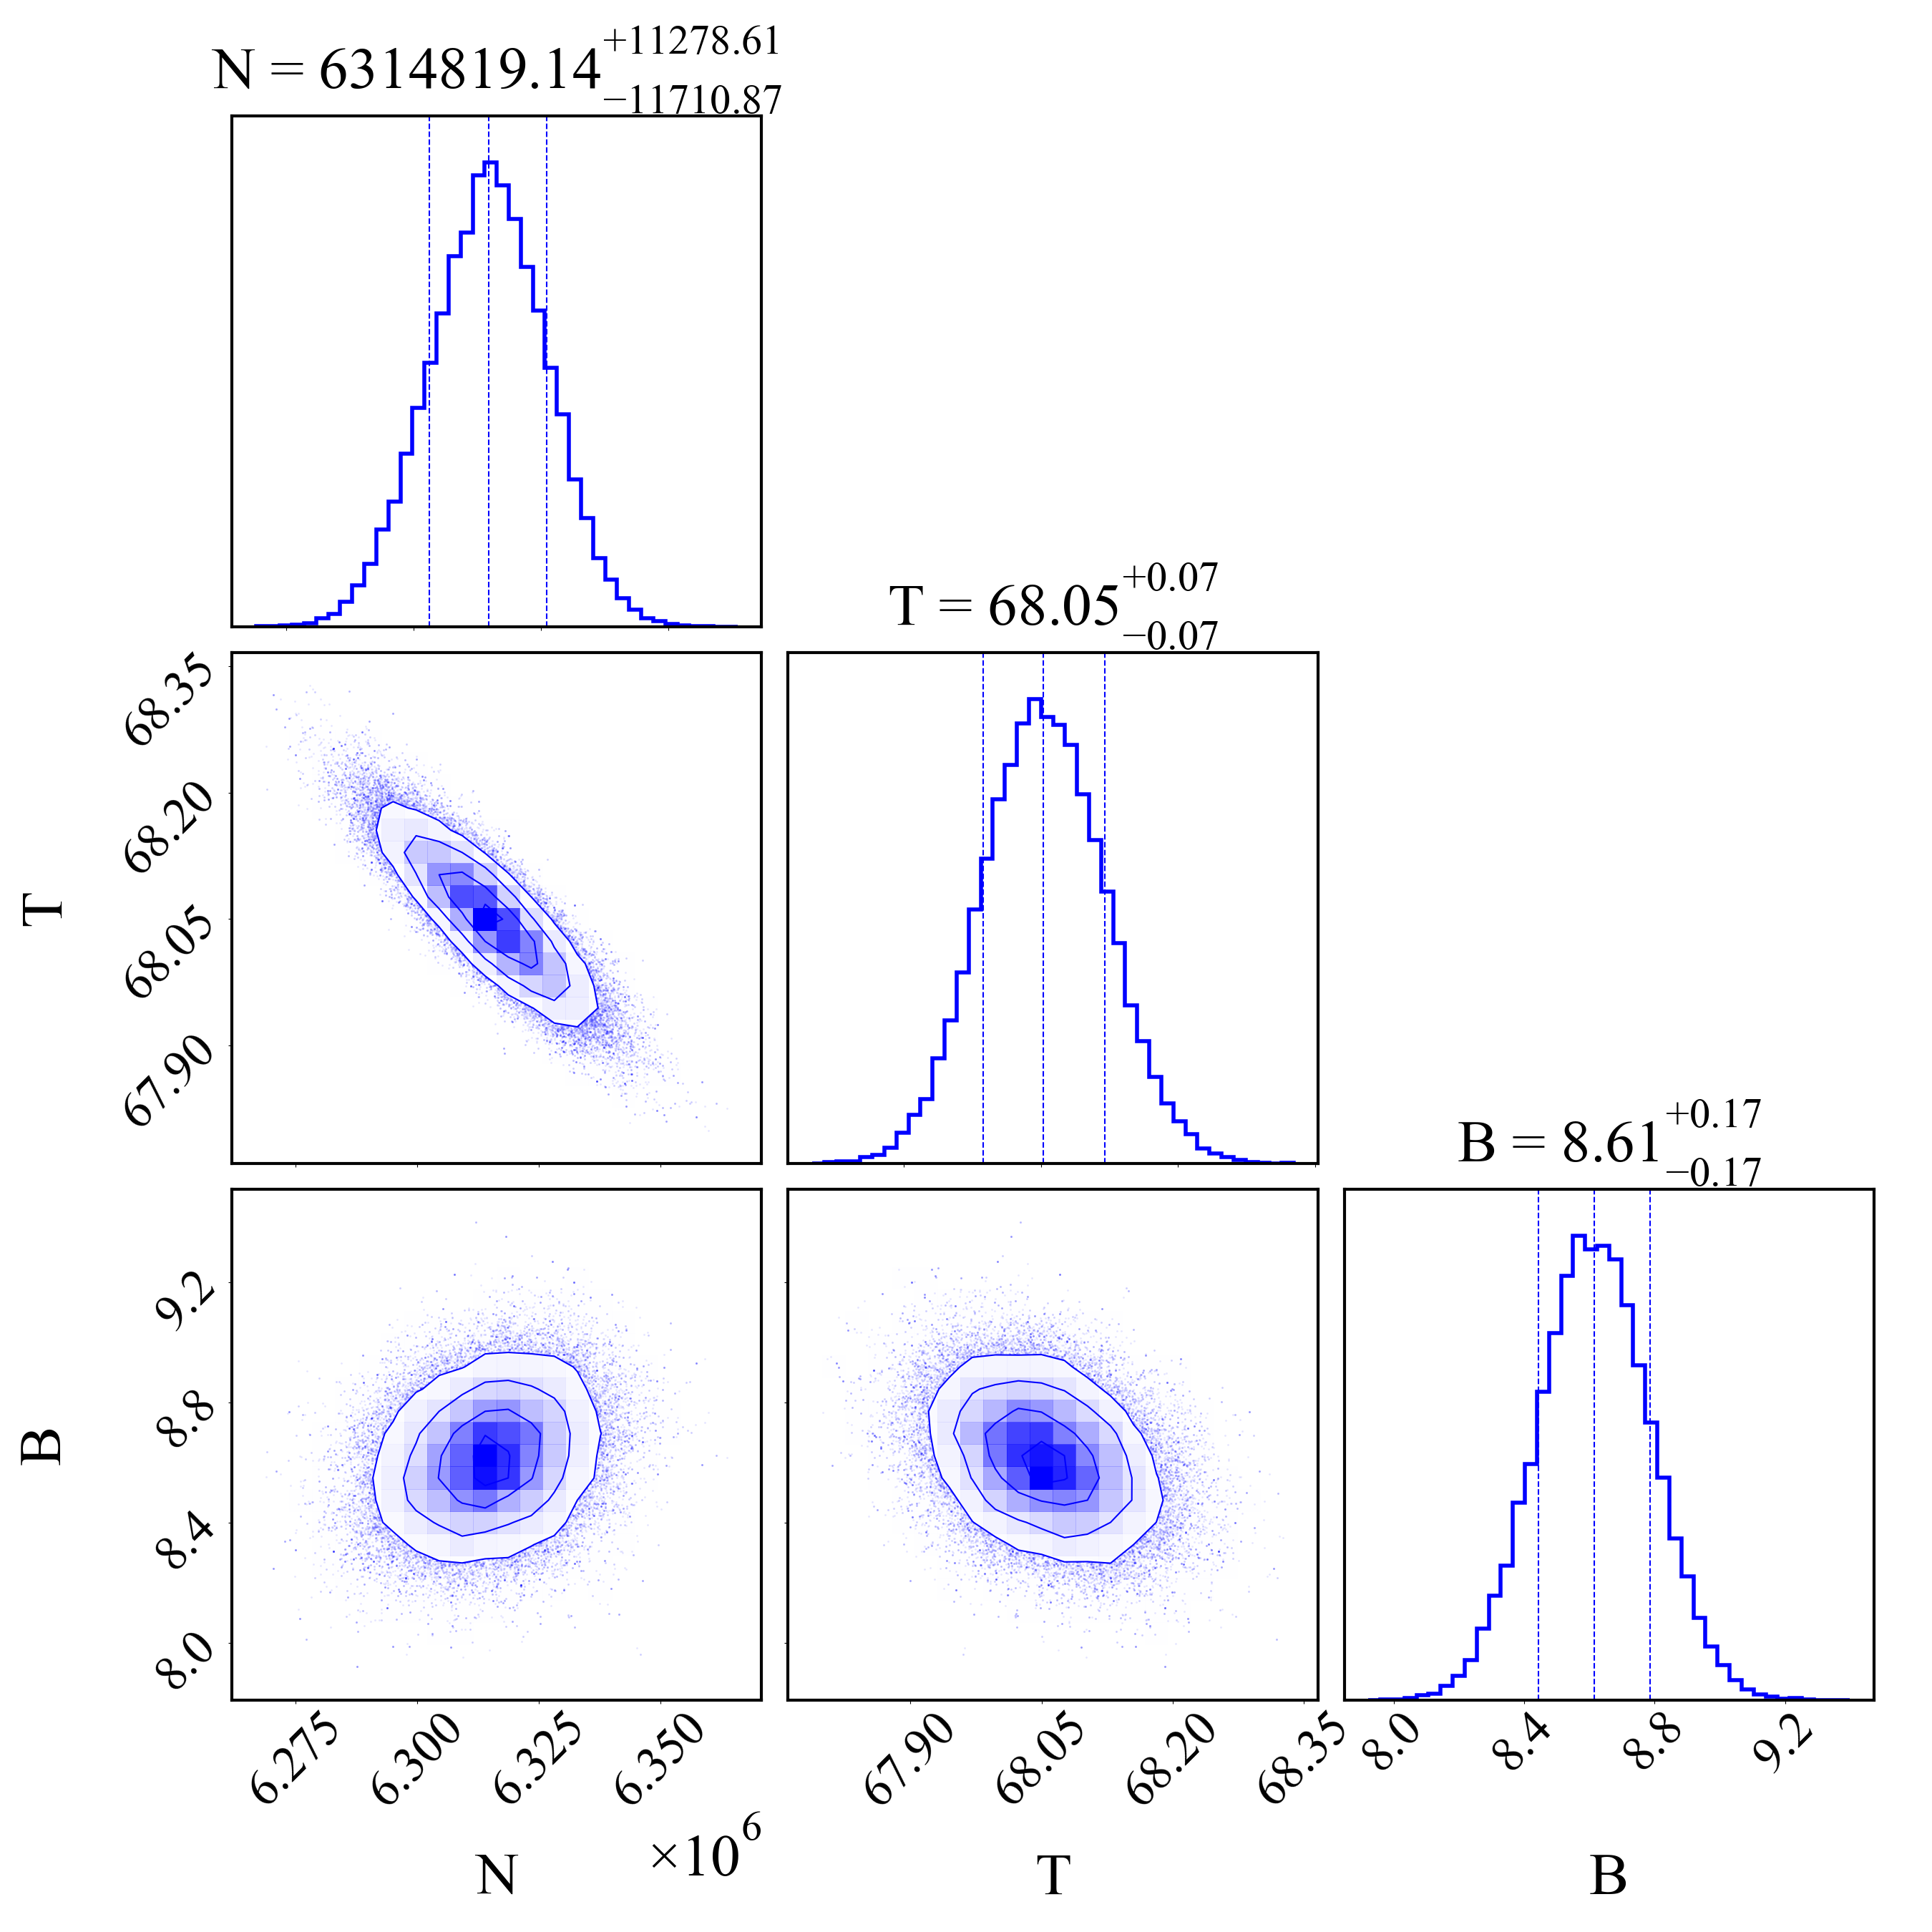 N = 6314819.14 +11278.61 −11710.87
T = 68.05 +0.07 −0.07
68.35
68.20
68.05
67.90
T
B = 8.61 +0.17 −0.17
9.2
8.8
8.4
8.0
B
6.275 6.300 6.325 6.350
67.90 68.05 68.20 68.35
8.0 8.4 8.8 9.2
×10⁶
N T B